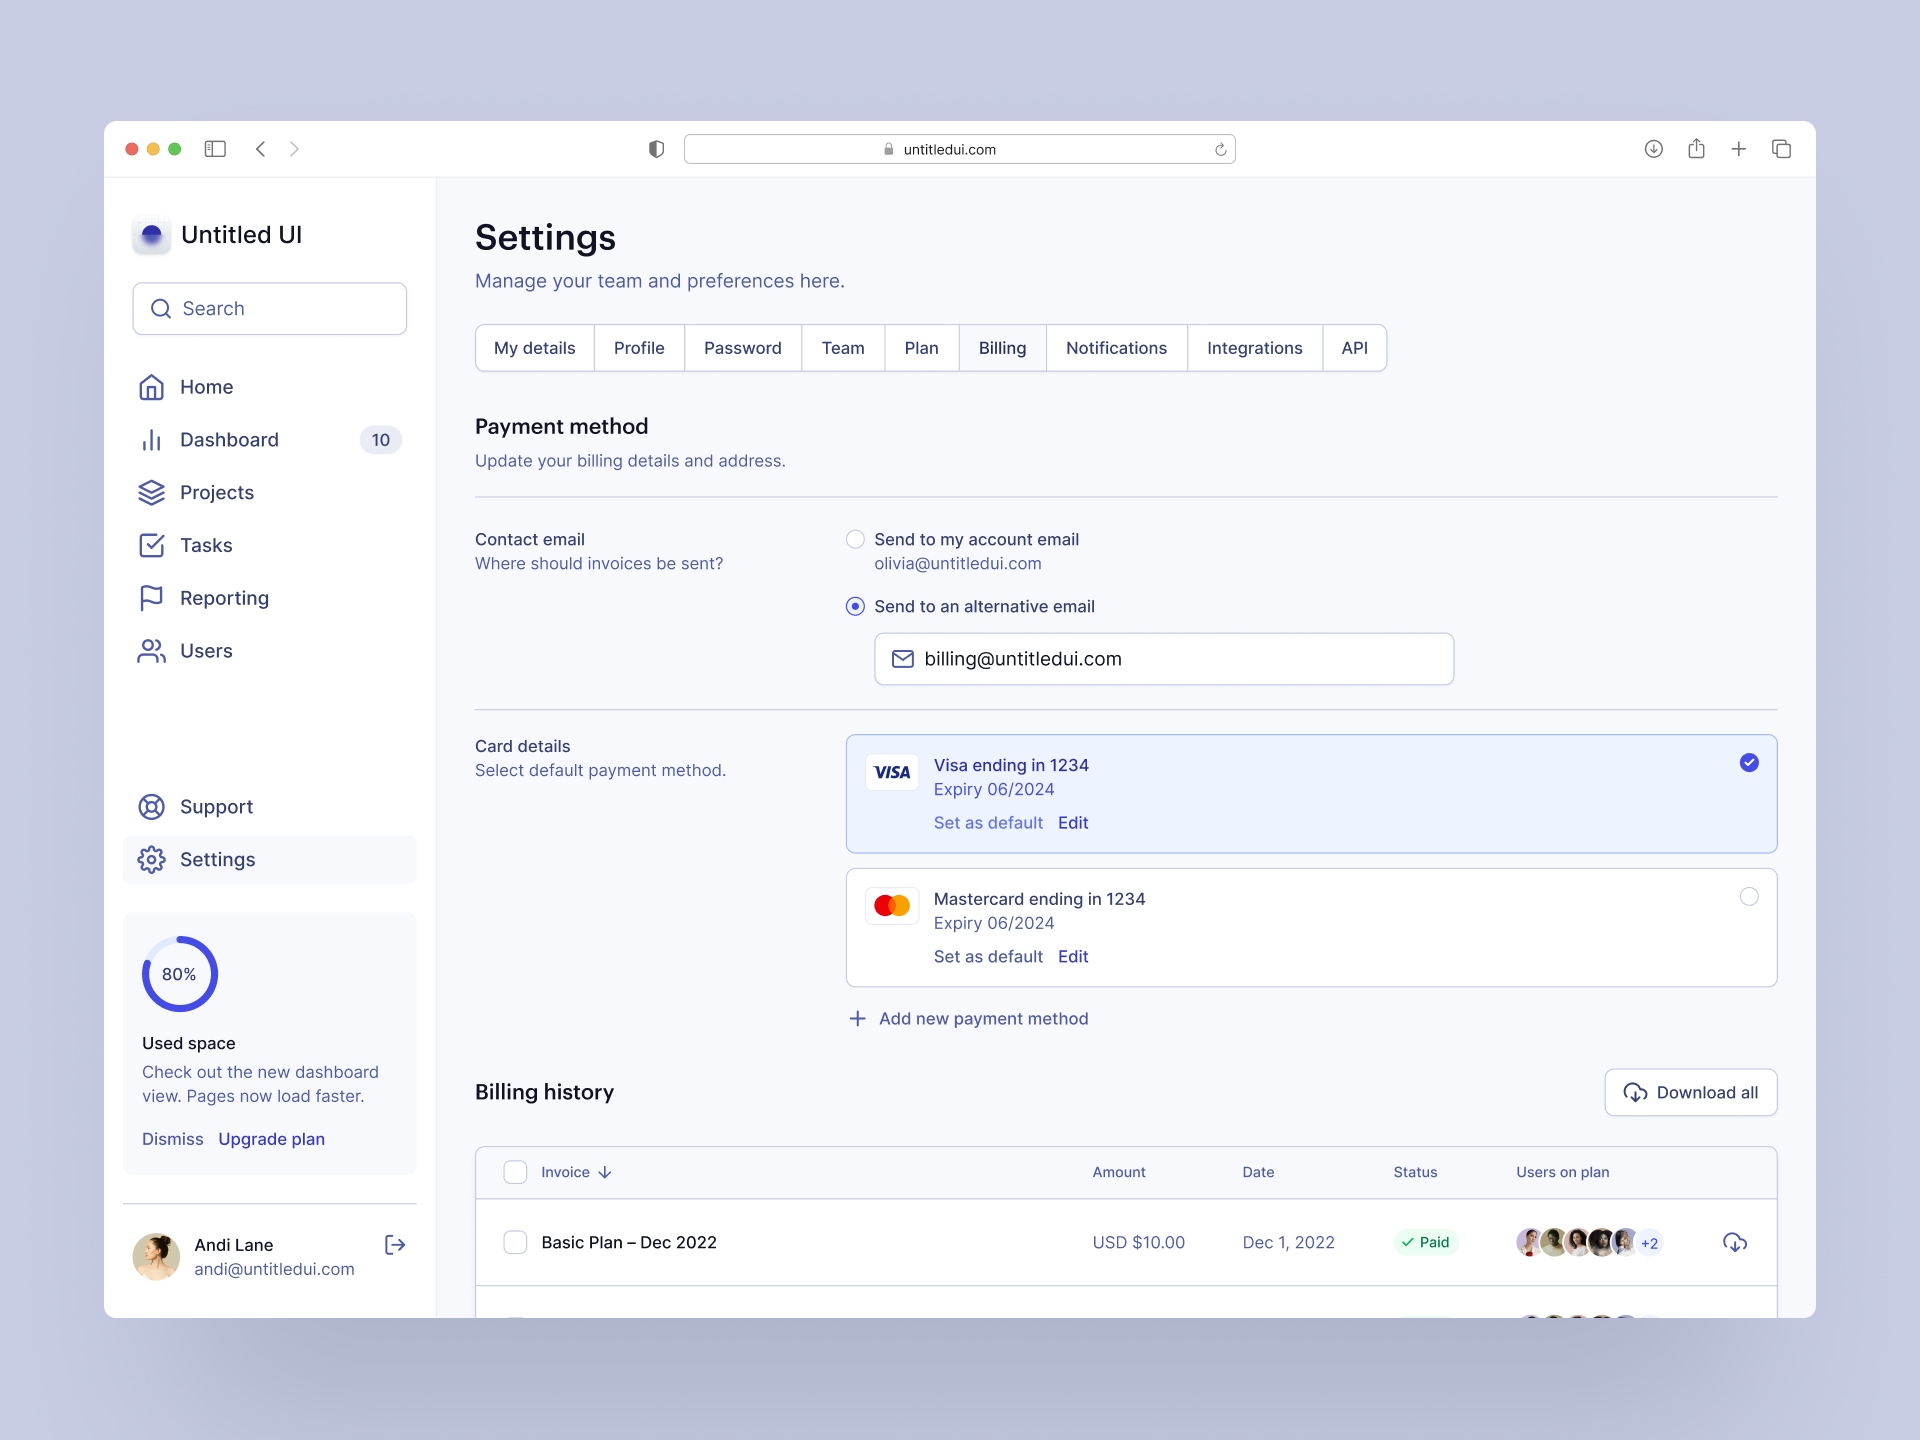 untitledui.com
Untitled UI
Search
Home
Dashboard
10
Projects
Tasks
Reporting
Users
Support
Settings
80%
Used space
Check out the new dashboard
view. Pages now load faster.
Dismiss Upgrade plan
Andi Lane
andi@untitledui.com
Settings
Manage your team and preferences here.
My details Profile Password Team Plan Billing Notifications Integrations API
Payment method
Update your billing details and address.
Contact email
Where should invoices be sent?
Send to my account email
olivia@untitledui.com
Send to an alternative email
billing@untitledui.com
Card details
Select default payment method.
VISA
Visa ending in 1234
Expiry 06/2024
Set as default Edit
Mastercard ending in 1234
Expiry 06/2024
Set as default Edit
Add new payment method
Billing history
Download all
Invoice Amount Date Status Users on plan
Basic Plan – Dec 2022 USD $10.00 Dec 1, 2022 Paid +2